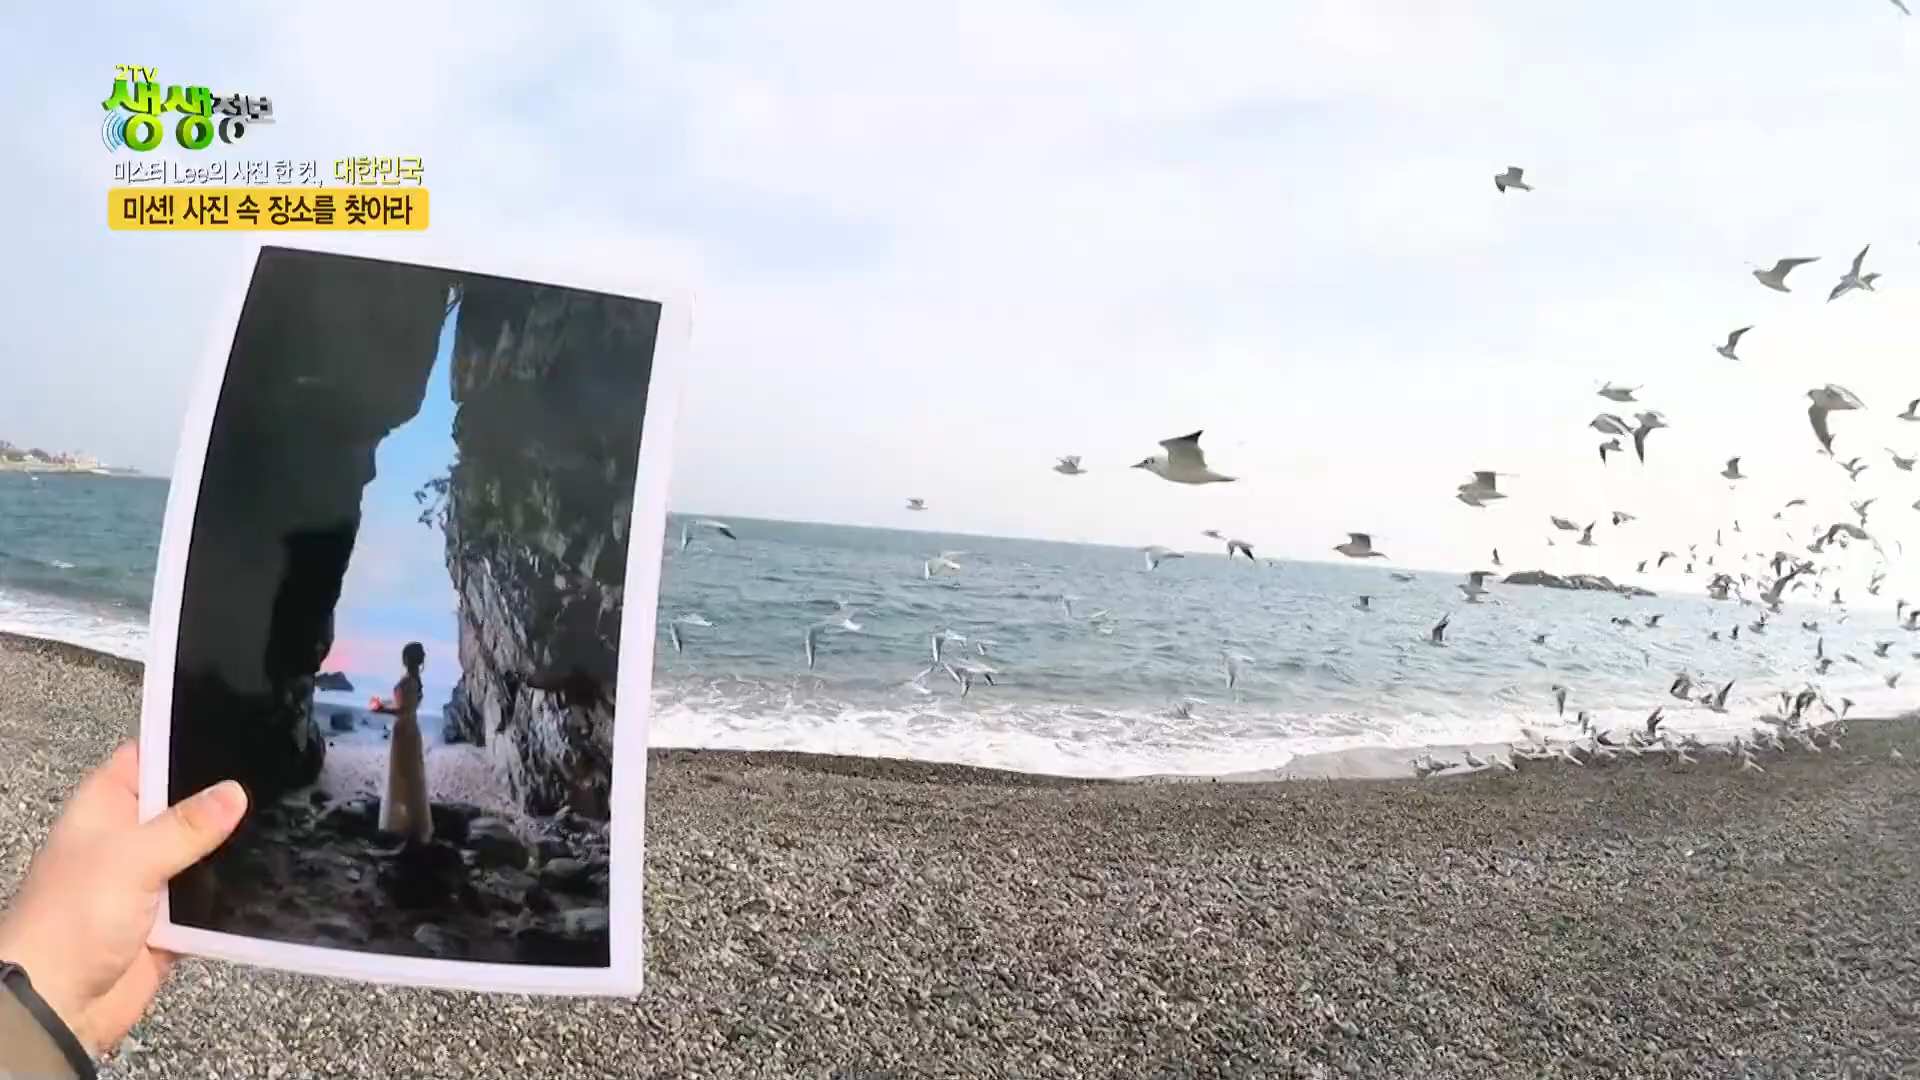 2TV
생생정보
미스터 Lee의 사진 한 컷, 대한민국
미션! 사진 속 장소를 찾아라